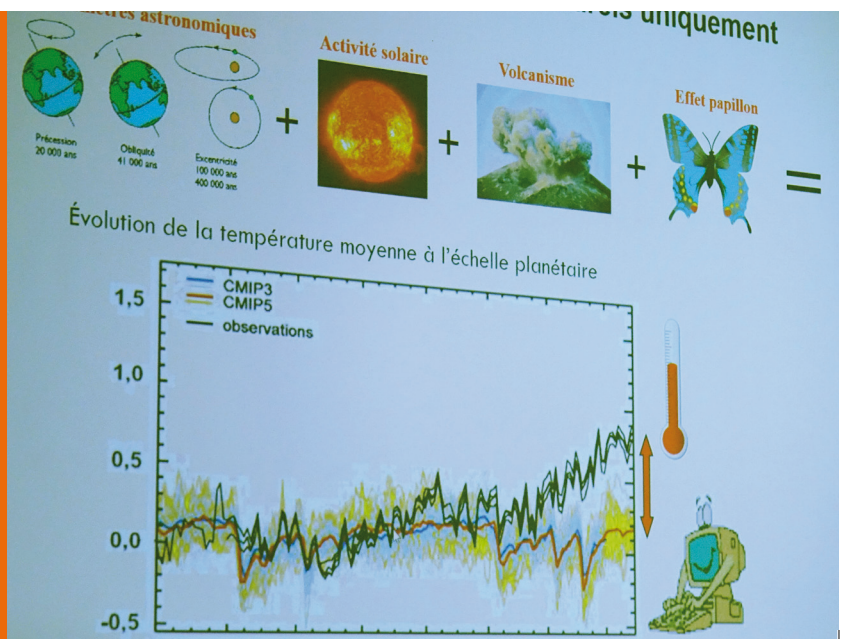 uniquement
astronomiques
Activité solaire
Volcanisme
Effet papillon
Précession
20 000 ans
Obliquité
41 000 ans
Excentricité
100 000 ans
400 000 ans
+
+
+
=
Évolution de la température moyenne à l'échelle planétaire
CMIP3
CMIP5
observations
1,5
1,0
0,5
0,0
-0,5